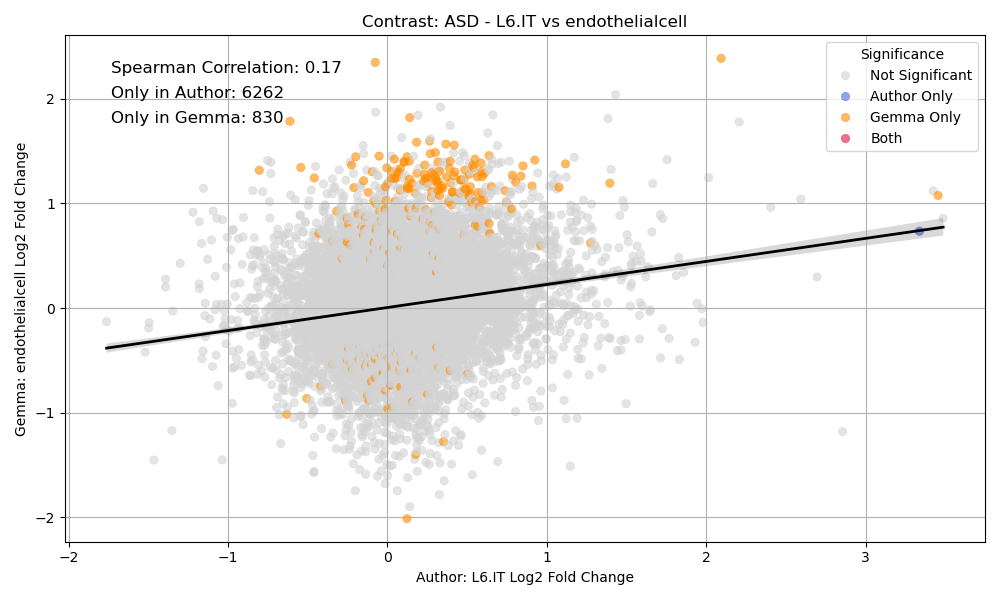 Contrast: ASD - L6.IT vs endothelialcell
Spearman Correlation: 0.17
Only in Author: 6262
Only in Gemma: 830
Significance
Not Significant
Author Only
Gemma Only
Both
Gemma: endothelialcell Log2 Fold Change
2
1
0
−1
−2
−2
−1
0
1
2
3
Author: L6.IT Log2 Fold Change